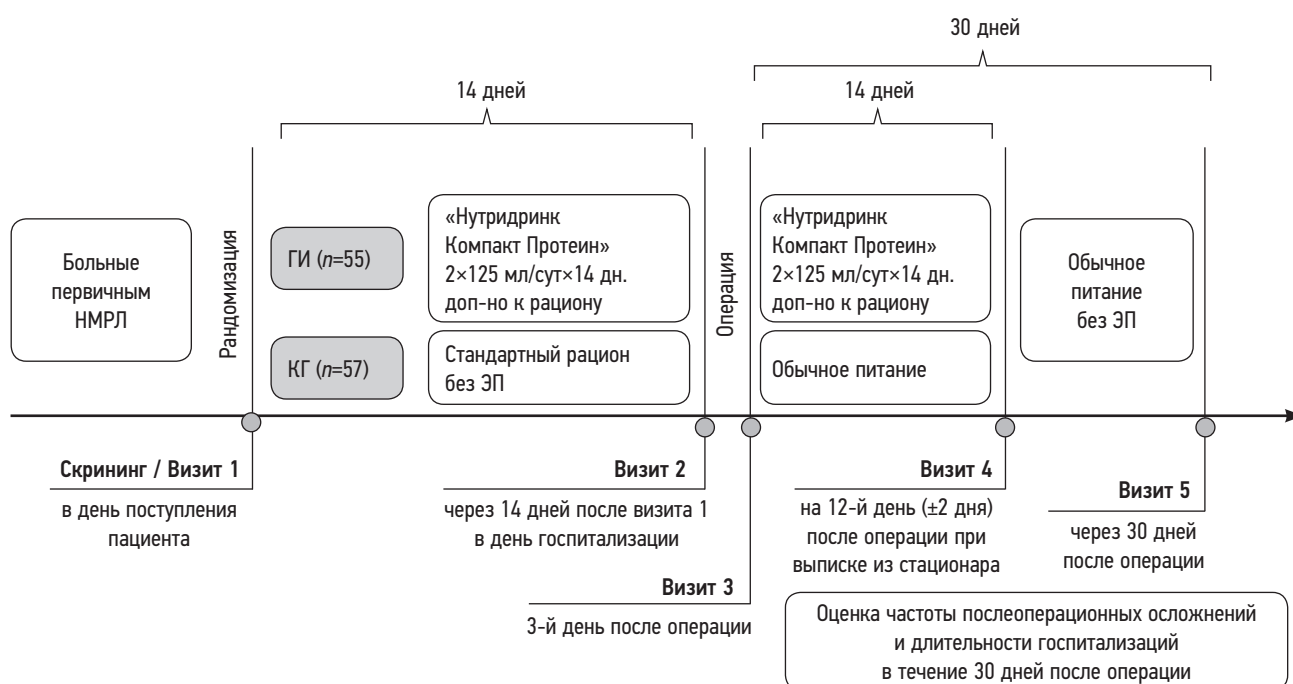 30 дней
14 дней
14 дней
Больные
первичным
НМРЛ
Рандомизация
ГИ (n=55)
«Нутридринк
Компакт Протеин»
2×125 мл/сут×14 дн.
доп-но к рациону
КГ (n=57)
Стандартный рацион
без ЭП
Операция
«Нутридринк
Компакт Протеин»
2×125 мл/сут×14 дн.
доп-но к рациону
Обычное питание
Обычное
питание
без ЭП
Скрининг / Визит 1
в день поступления
пациента
Визит 2
через 14 дней после визита 1
в день госпитализации
Визит 3
3-й день после операции
Визит 4
на 12-й день (±2 дня)
после операции при
выписке из стационара
Визит 5
через 30 дней
после операции
Оценка частоты послеоперационных осложнений
и длительности госпитализаций
в течение 30 дней после операции